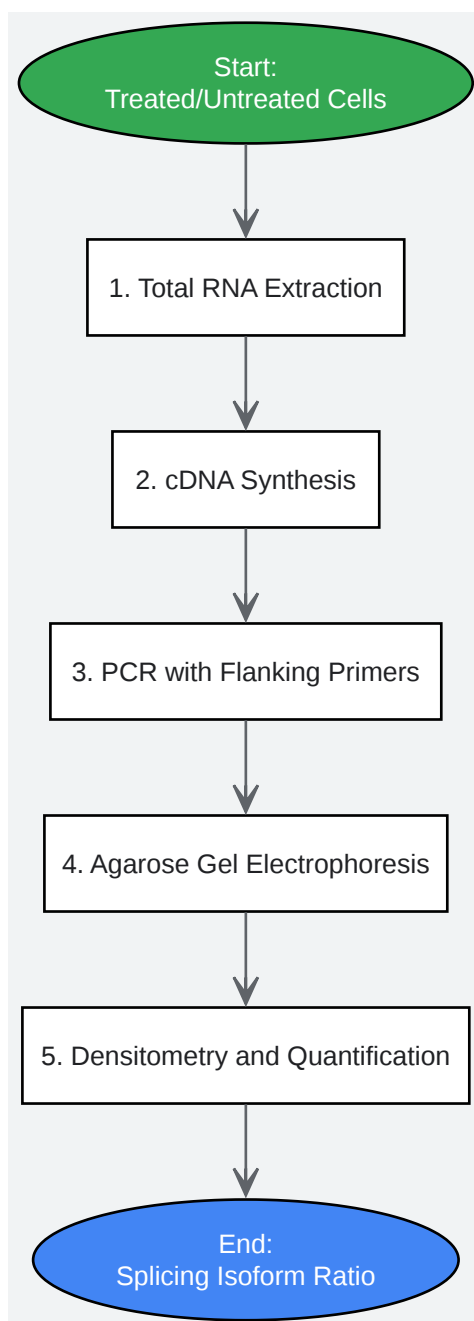 Start:
Treated/Untreated Cells
1. Total RNA Extraction
2. cDNA Synthesis
3. PCR with Flanking Primers
4. Agarose Gel Electrophoresis
5. Densitometry and Quantification
End:
Splicing Isoform Ratio